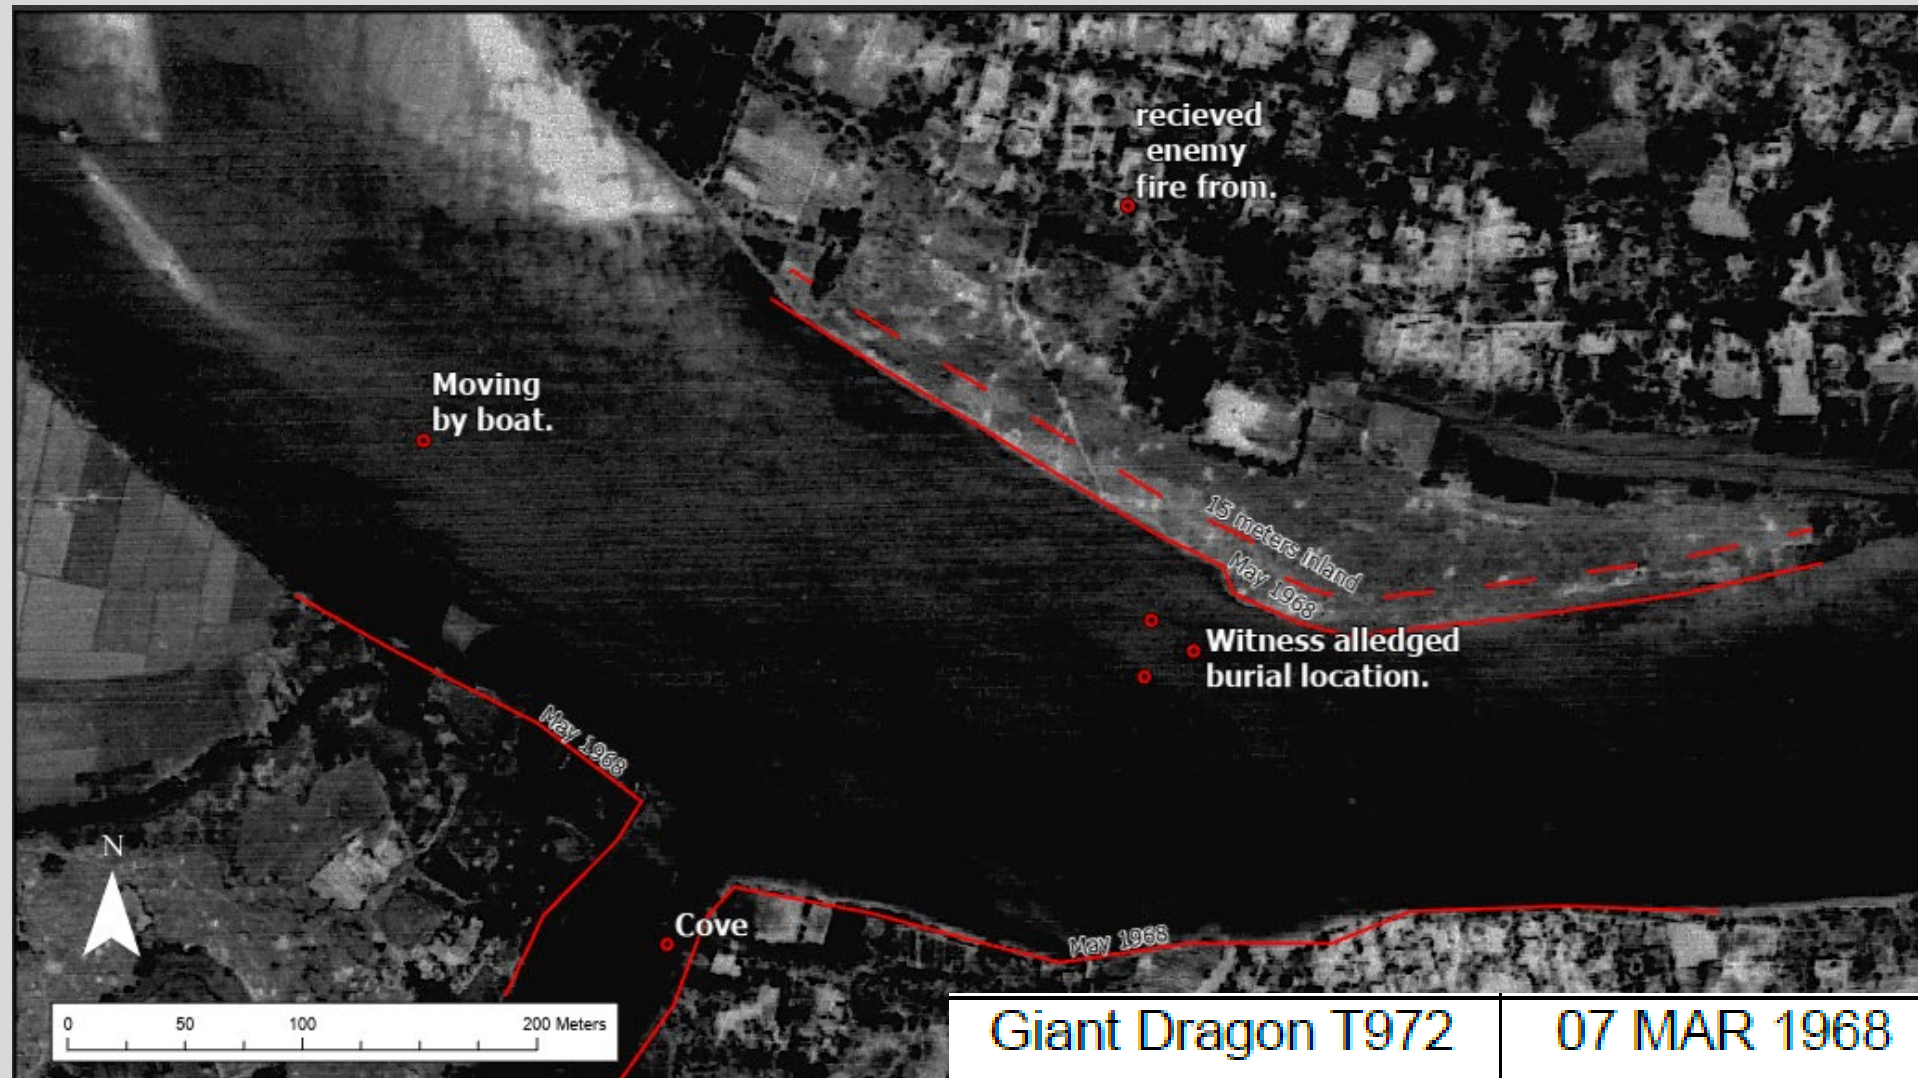 recieved
enemy
fire from.
Moving
by boat.
15 meters inland
May 1968
Witness alledged
burial location.
May 1968
N
Cove
May 1968
0 50 100 200 Meters
Giant Dragon T972 07 MAR 1968